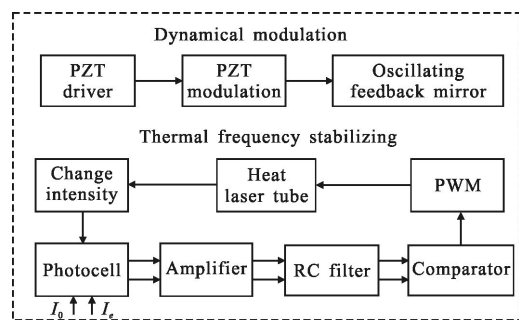 Dynamical modulation
PZT
driver
PZT
modulation
Oscillating
feedback mirror
Thermal frequency stabilizing
Change
intensity
Heat
laser tube
PWM
Photocell
Amplifier
RC filter
Comparator
I₀
Iₑ